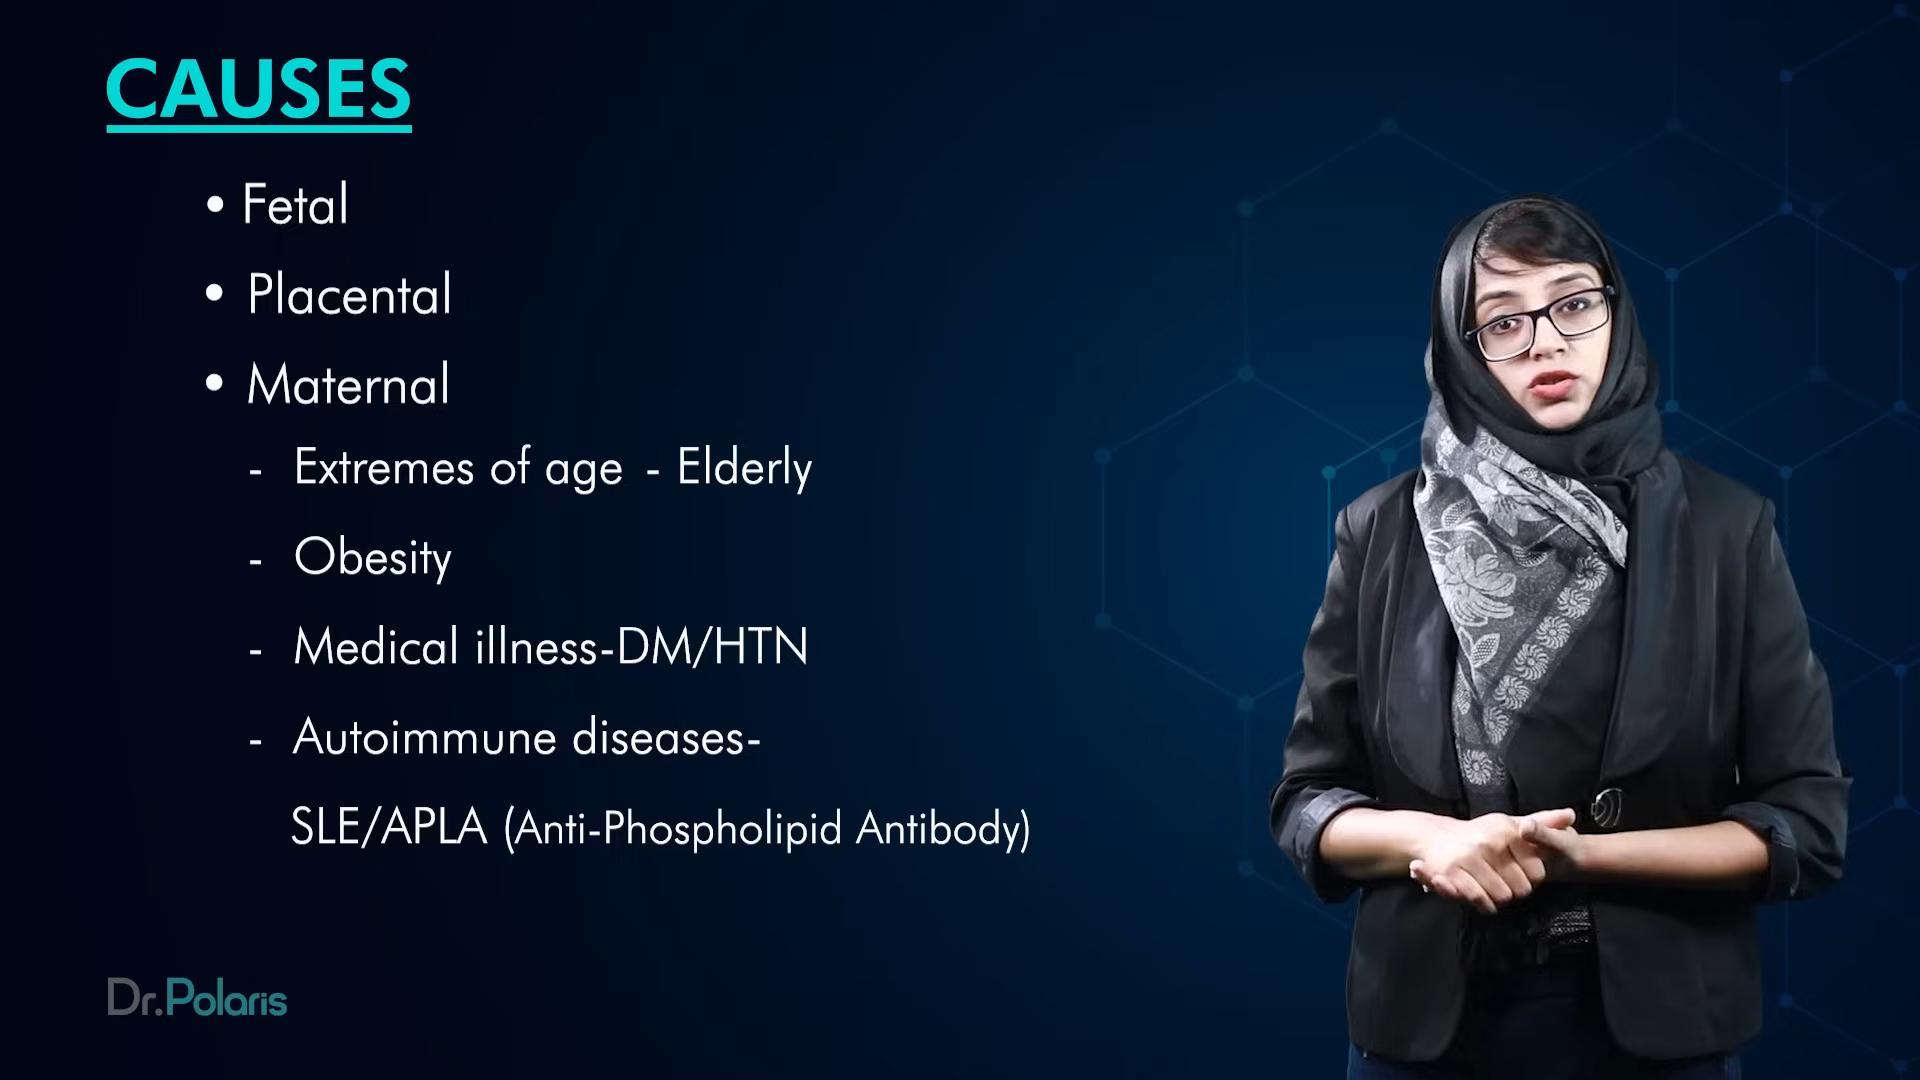 CAUSES
• Fetal
• Placental
• Maternal
- Extremes of age - Elderly
- Obesity
- Medical illness-DM/HTN
- Autoimmune diseases-
SLE/APLA (Anti-Phospholipid Antibody)
Dr.Polaris